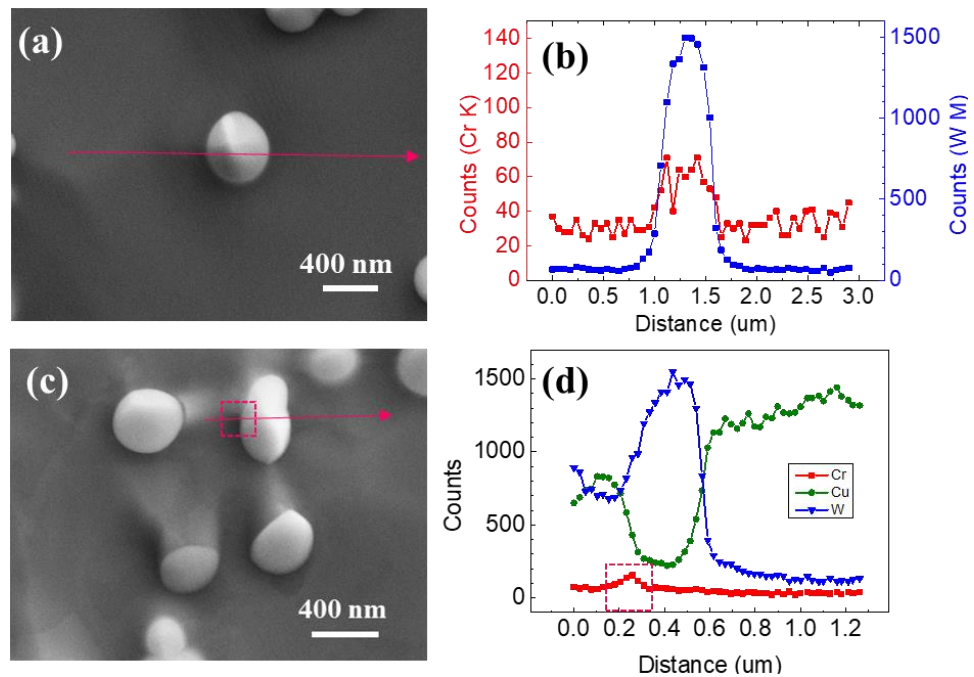 (a)
400 nm
(b)
Counts (Cr K)
140
120
100
80
60
40
20
0
Counts (W M)
1500
1000
500
0
0.0 0.5 1.0 1.5 2.0 2.5 3.0
Distance (um)
(c)
400 nm
(d)
Counts
1500
1000
500
0
Cr
Cu
W
0.0 0.2 0.4 0.6 0.8 1.0 1.2
Distance (um)